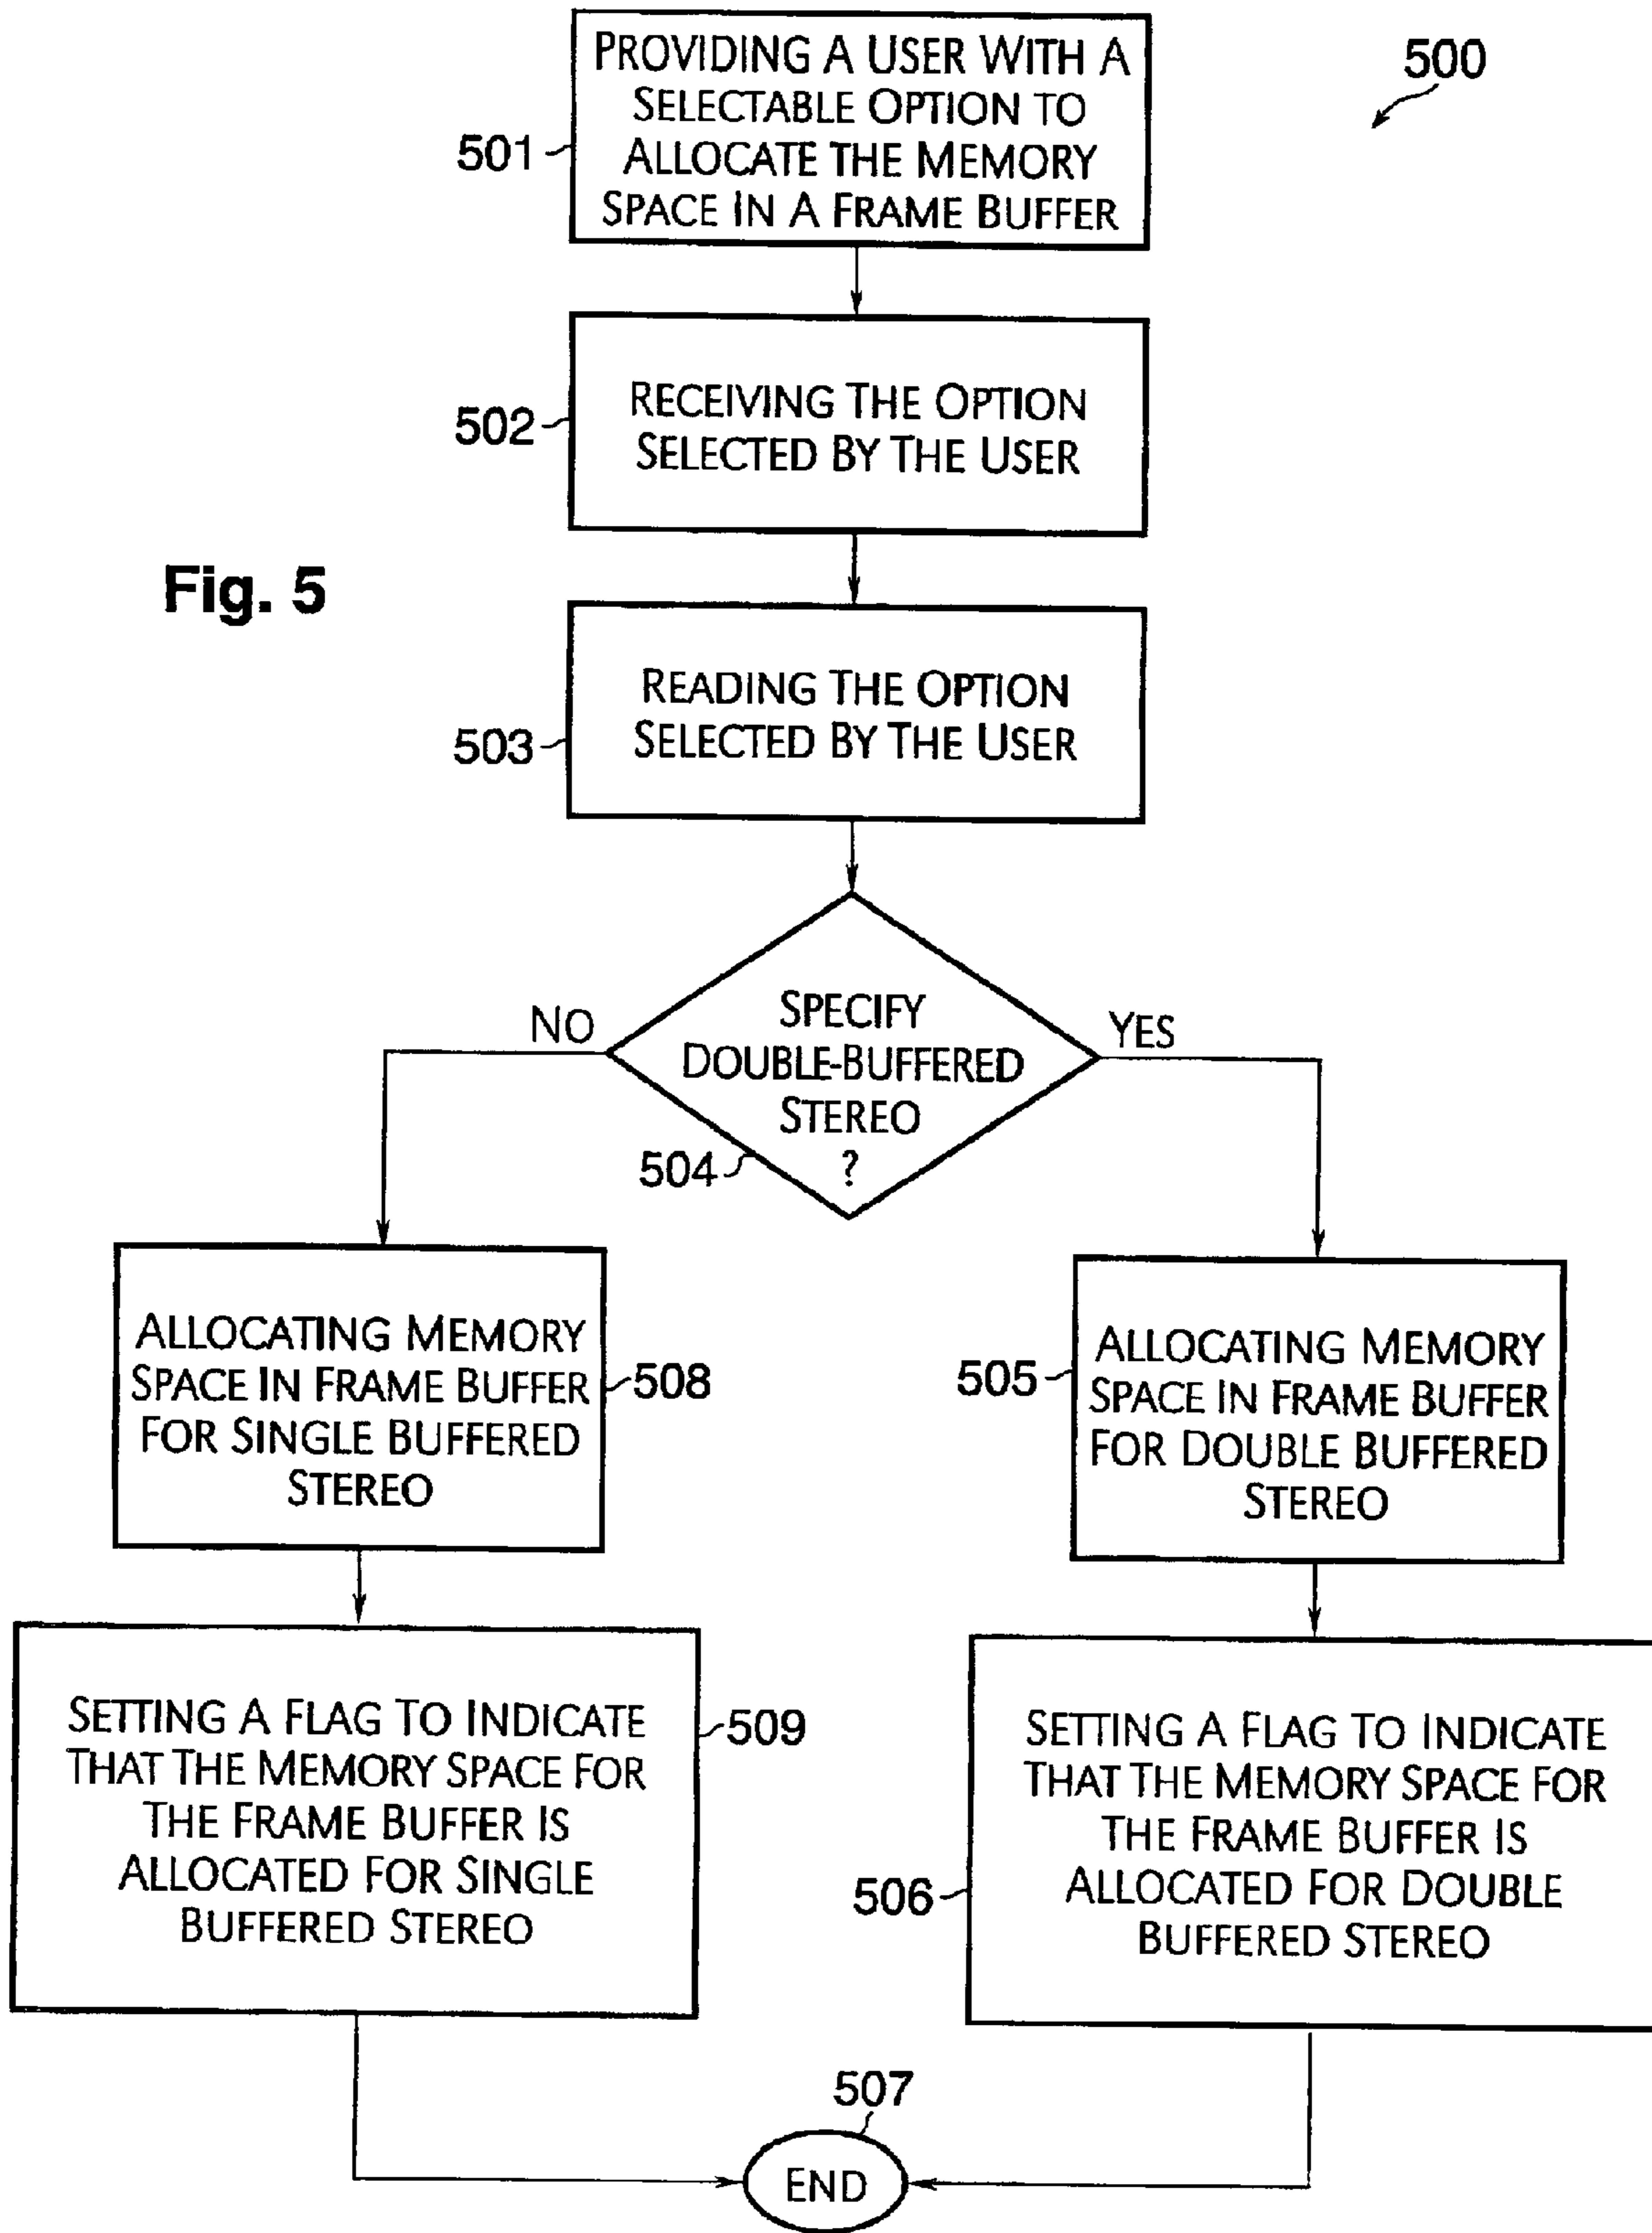 PROVIDING A USER WITH A
SELECTABLE OPTION TO
ALLOCATE THE MEMORY
SPACE IN A FRAME BUFFER
500
501
RECEIVING THE OPTION
SELECTED BY THE USER
502
Fig. 5
READING THE OPTION
SELECTED BY THE USER
503
SPECIFY
DOUBLE-BUFFERED
STEREO
?
NO
YES
504
ALLOCATING MEMORY
SPACE IN FRAME BUFFER
FOR SINGLE BUFFERED
STEREO
508
505
ALLOCATING MEMORY
SPACE IN FRAME BUFFER
FOR DOUBLE BUFFERED
STEREO
SETTING A FLAG TO INDICATE
THAT THE MEMORY SPACE FOR
THE FRAME BUFFER IS
ALLOCATED FOR SINGLE
BUFFERED STEREO
509
506
SETTING A FLAG TO INDICATE
THAT THE MEMORY SPACE FOR
THE FRAME BUFFER IS
ALLOCATED FOR DOUBLE
BUFFERED STEREO
507
END